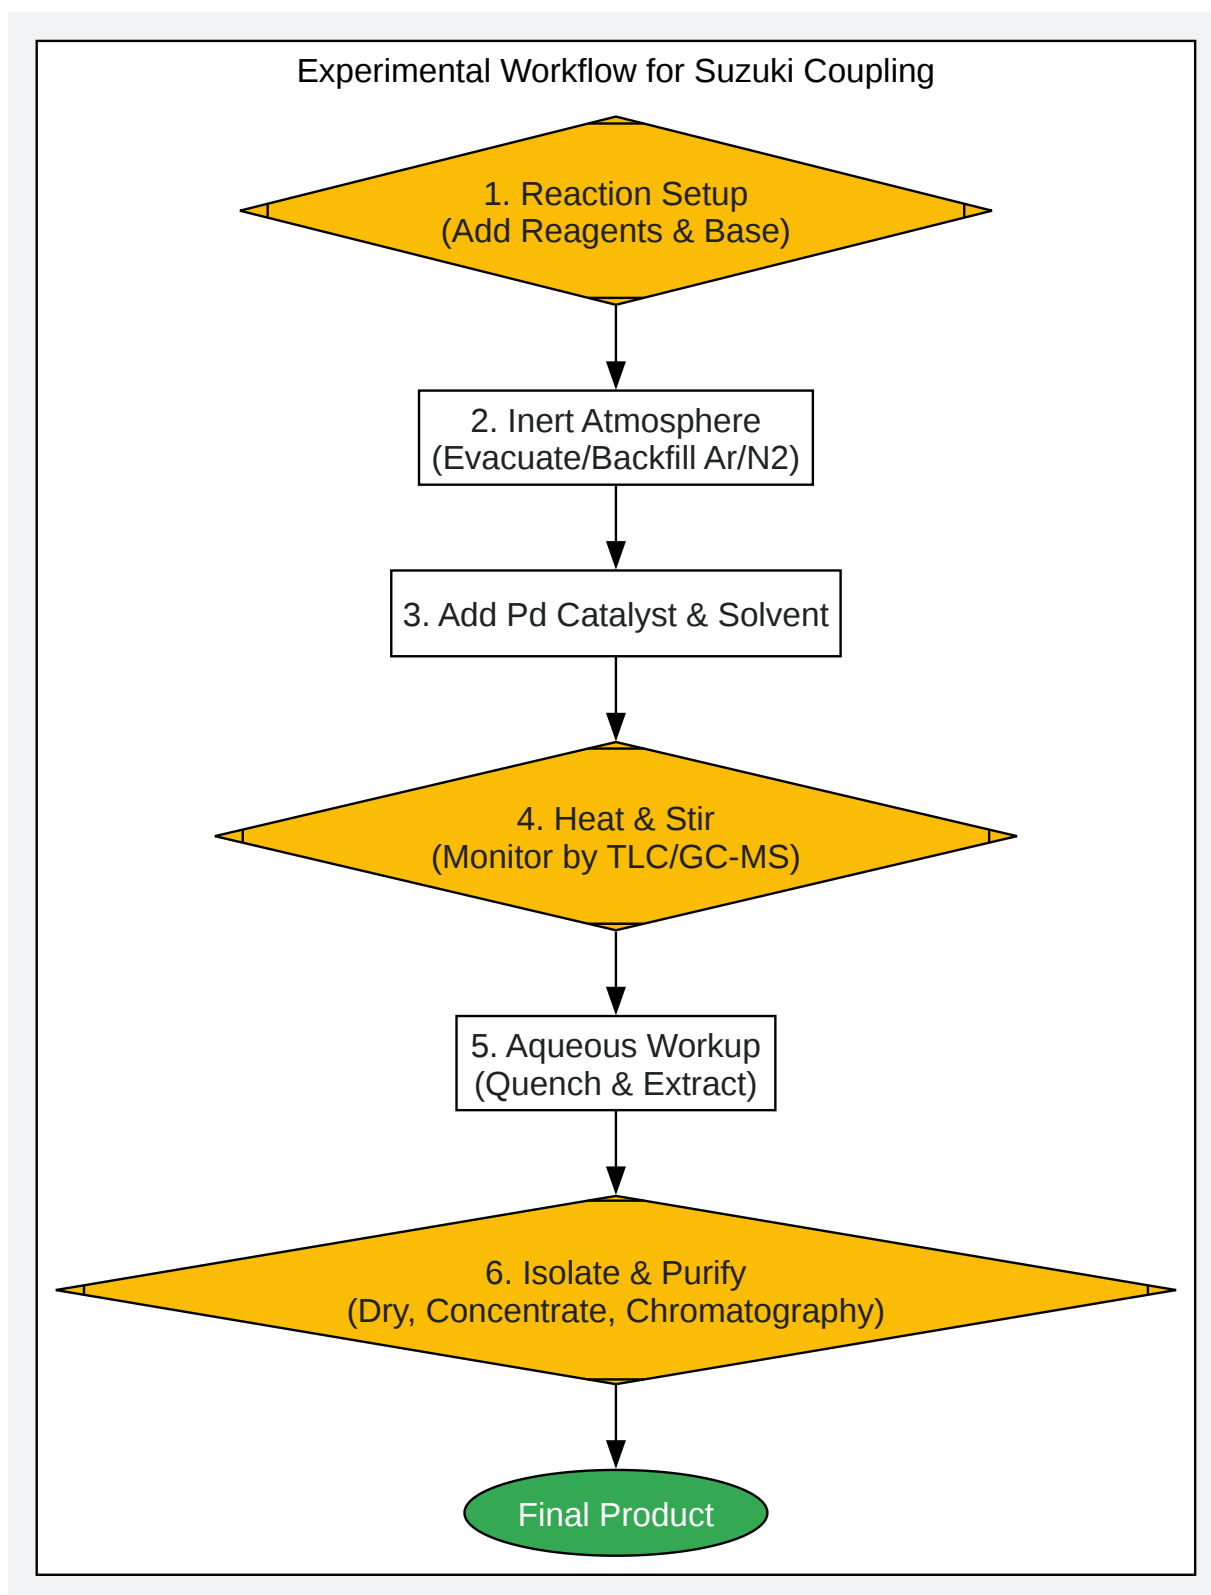 Experimental Workflow for Suzuki Coupling
1. Reaction Setup
(Add Reagents & Base)
2. Inert Atmosphere
(Evacuate/Backfill Ar/N2)
3. Add Pd Catalyst & Solvent
4. Heat & Stir
(Monitor by TLC/GC-MS)
5. Aqueous Workup
(Quench & Extract)
6. Isolate & Purify
(Dry, Concentrate, Chromatography)
Final Product